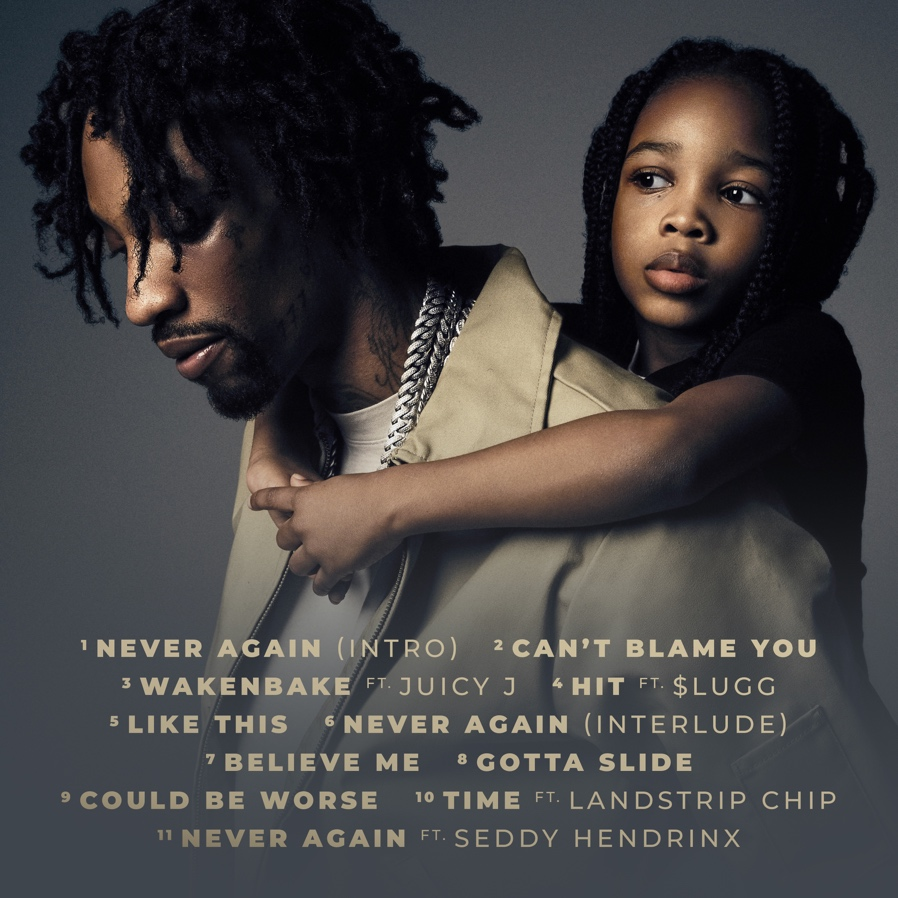 1 NEVER AGAIN (INTRO) 2 CAN'T BLAME YOU
3 WAKENBAKE FT. JUICY J 4 HIT FT. $LUGG
5 LIKE THIS 6 NEVER AGAIN (INTERLUDE)
7 BELIEVE ME 8 GOTTA SLIDE
9 COULD BE WORSE 10 TIME FT. LANDSTRIP CHIP
11 NEVER AGAIN FT. SEDDY HENDRINX